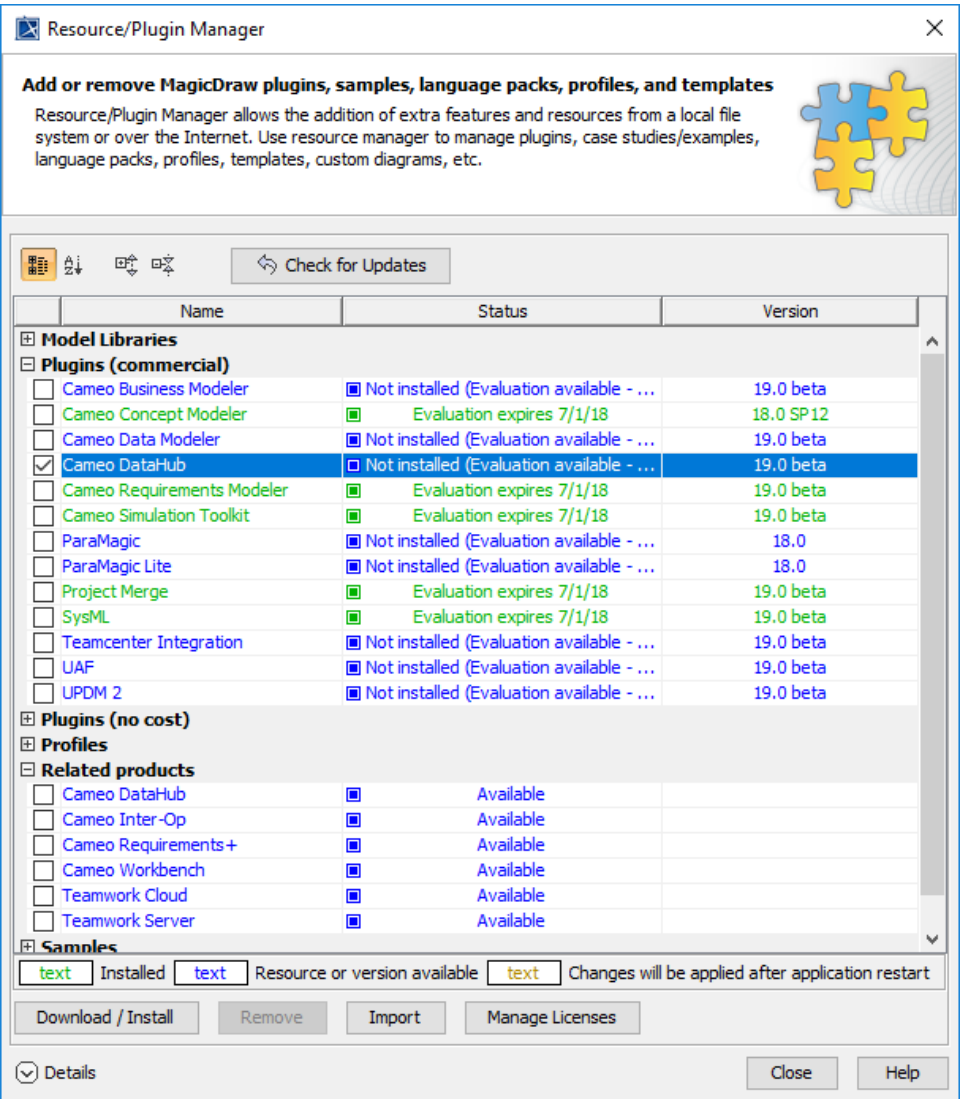 Resource/Plugin Manager
Add or remove MagicDraw plugins, samples, language packs, profiles, and templates
Resource/Plugin Manager allows the addition of extra features and resources from a local file
system or over the Internet. Use resource manager to manage plugins, case studies/examples,
language packs, profiles, templates, custom diagrams, etc.
Check for Updates
Name Status Version
Model Libraries
Plugins (commercial)
Cameo Business Modeler Not installed (Evaluation available - ... 19.0 beta
Cameo Concept Modeler Evaluation expires 7/1/18 18.0 SP12
Cameo Data Modeler Not installed (Evaluation available - ... 19.0 beta
Cameo DataHub Not installed (Evaluation available - ... 19.0 beta
Cameo Requirements Modeler Evaluation expires 7/1/18 19.0 beta
Cameo Simulation Toolkit Evaluation expires 7/1/18 19.0 beta
ParaMagic Not installed (Evaluation available - ... 18.0
ParaMagic Lite Not installed (Evaluation available - ... 18.0
Project Merge Evaluation expires 7/1/18 19.0 beta
SysML Evaluation expires 7/1/18 19.0 beta
Teamcenter Integration Not installed (Evaluation available - ... 19.0 beta
UAF Not installed (Evaluation available - ... 19.0 beta
UPDM 2 Not installed (Evaluation available - ... 19.0 beta
Plugins (no cost)
Profiles
Related products
Cameo DataHub Available
Cameo Inter-Op Available
Cameo Requirements+ Available
Cameo Workbench Available
Teamwork Cloud Available
Teamwork Server Available
Samples
text Installed text Resource or version available text Changes will be applied after application restart
Download / Install Remove Import Manage Licenses
Details Close Help